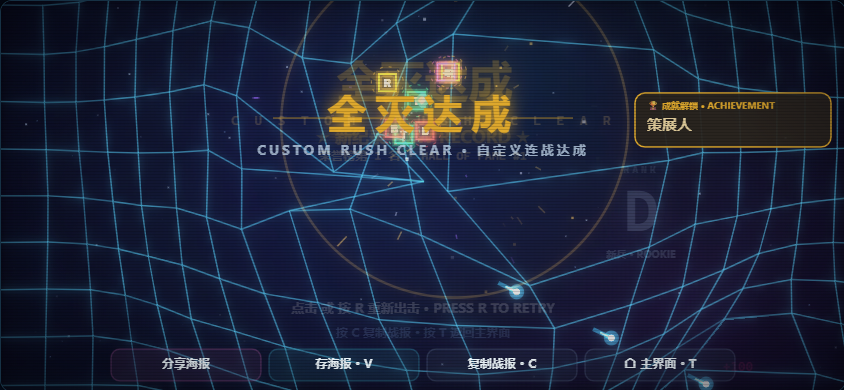 R
全灭达成
CUSTOM RUSH CLEAR • 自定义连战达成
成就解锁 • ACHIEVEMENT
策展人
D
新兵 • ROOKIE
点击 或 按 R 重新出击 • PRESS R TO RETRY
按 C 复制战报 • 按 T 返回主界面
分享海报
存海报 • V
复制战报 • C
主界面 • T